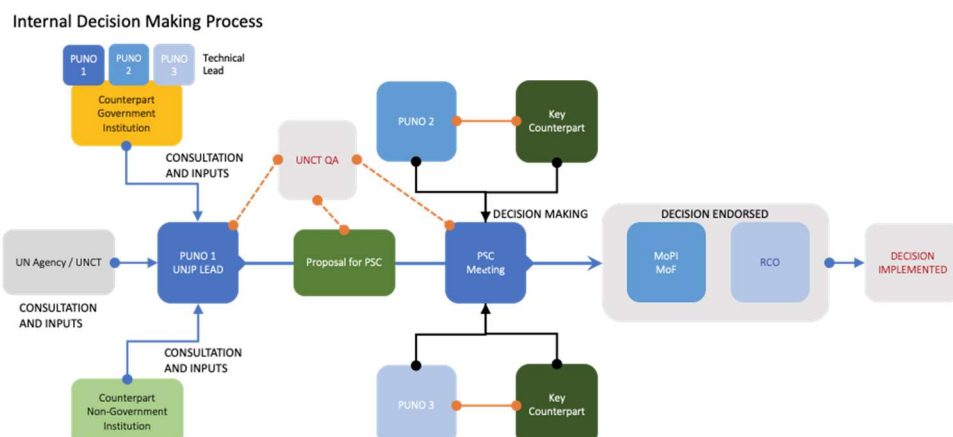 Internal Decision Making Process
PUNO
1
PUNO
2
PUNO
3
Technical
Lead
Counterpart
Government
Institution
CONSULTATION
AND INPUTS
UNCT QA
PUNO 2
Key
Counterpart
DECISION MAKING
DECISION ENDORSED
UN Agency / UNCT
PUNO 1
UNJP LEAD
Proposal for PSC
PSC
Meeting
MoPI
MoF
RCO
DECISION
IMPLEMENTED
CONSULTATION
AND INPUTS
CONSULTATION
AND INPUTS
Counterpart
Non-Government
Institution
PUNO 3
Key
Counterpart